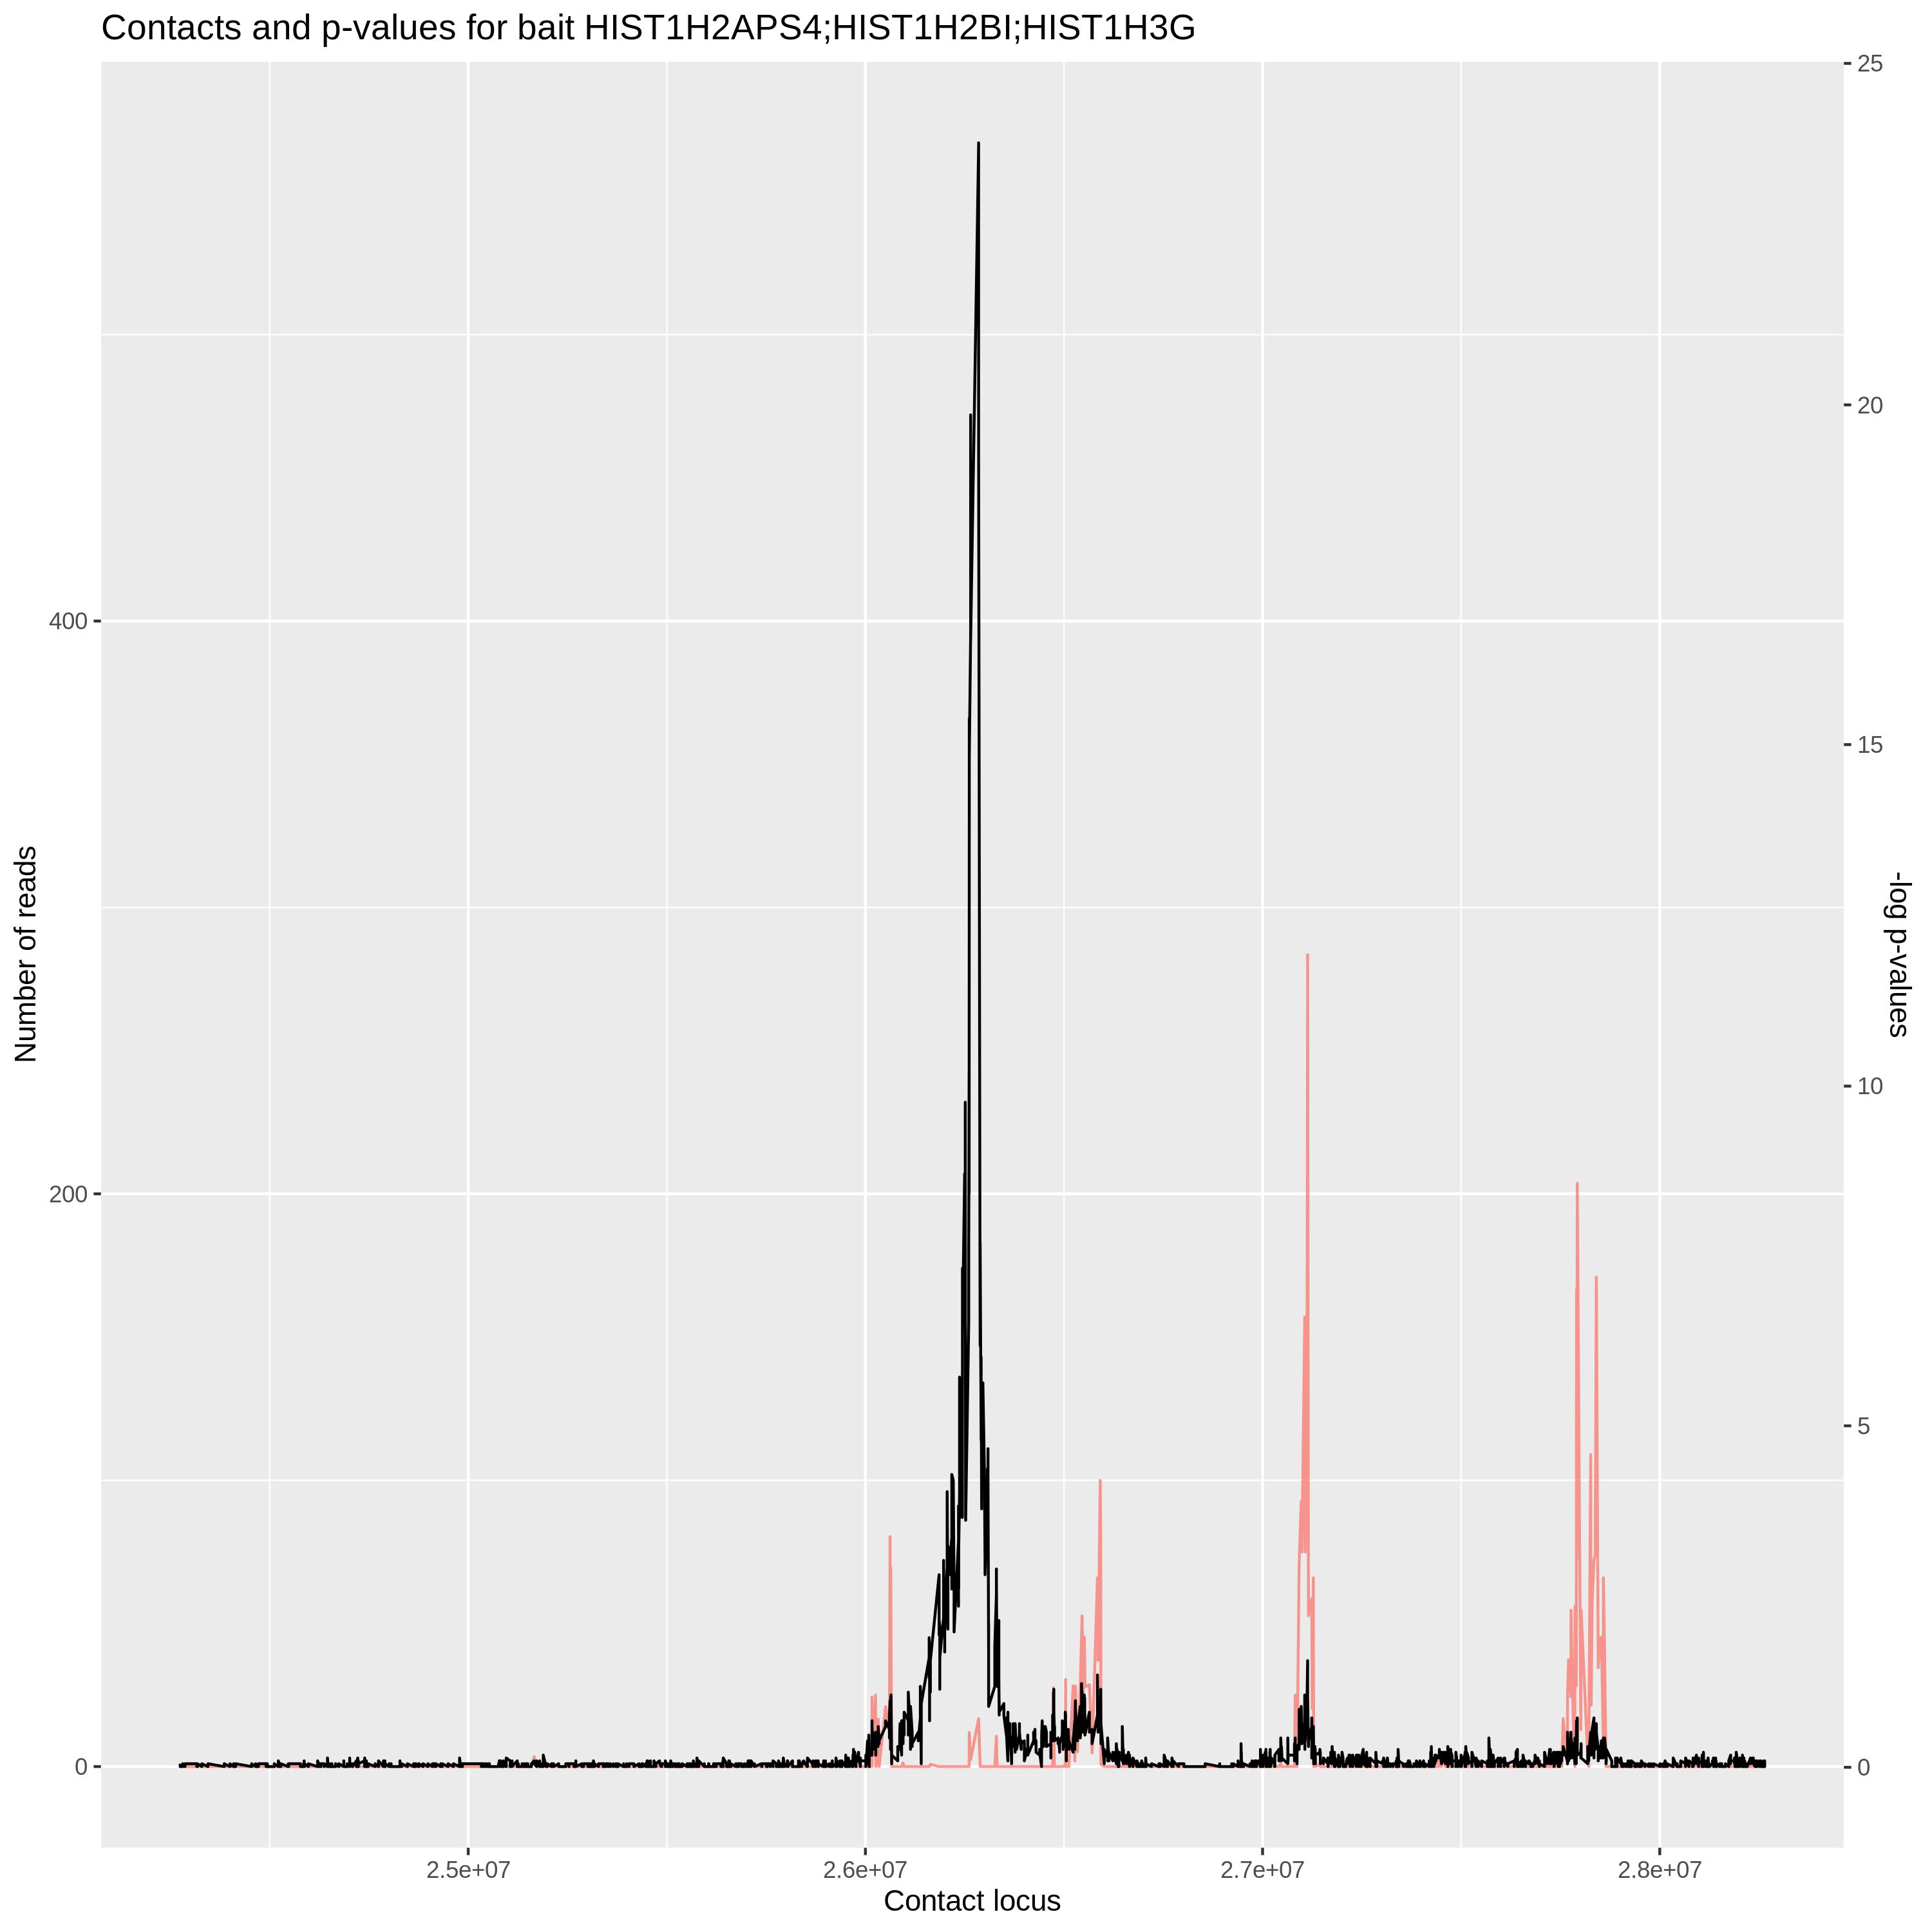 Contacts and p-values for bait HIST1H2APS4;HIST1H2BI;HIST1H3G
25
20
400
15
Number of reads
-log p-values
10
200
5
0
0
2.5e+07
2.6e+07
2.7e+07
2.8e+07
Contact locus